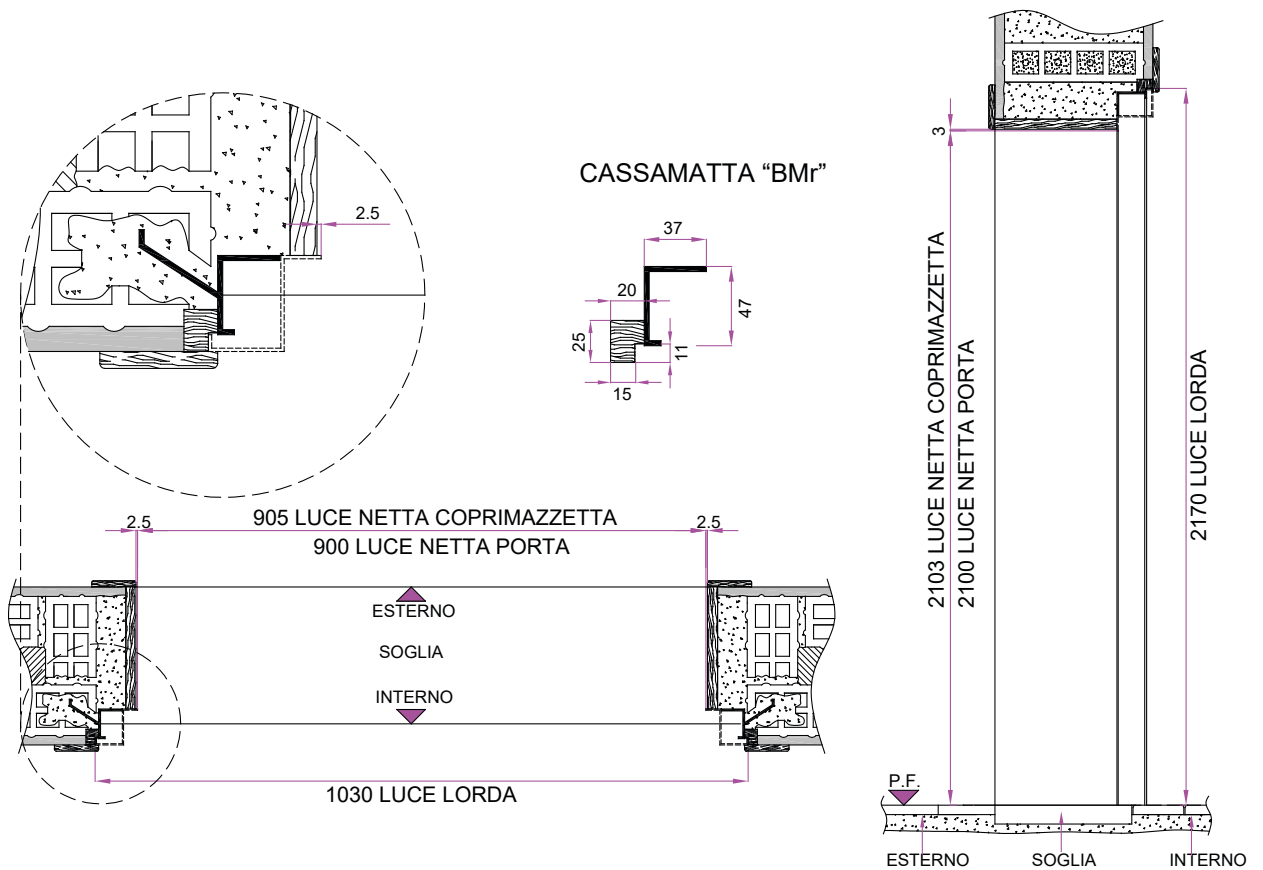 2.5
CASSAMATTA “BMr”
37
20
47
25
11
15
2.5
905 LUCE NETTA COPRIMAZZETTA
2.5
900 LUCE NETTA PORTA
ESTERNO
SOGLIA
INTERNO
1030 LUCE LORDA
3
2103 LUCE NETTA COPRIMAZZETTA
2100 LUCE NETTA PORTA
2170 LUCE LORDA
P.F.
ESTERNO
SOGLIA
INTERNO